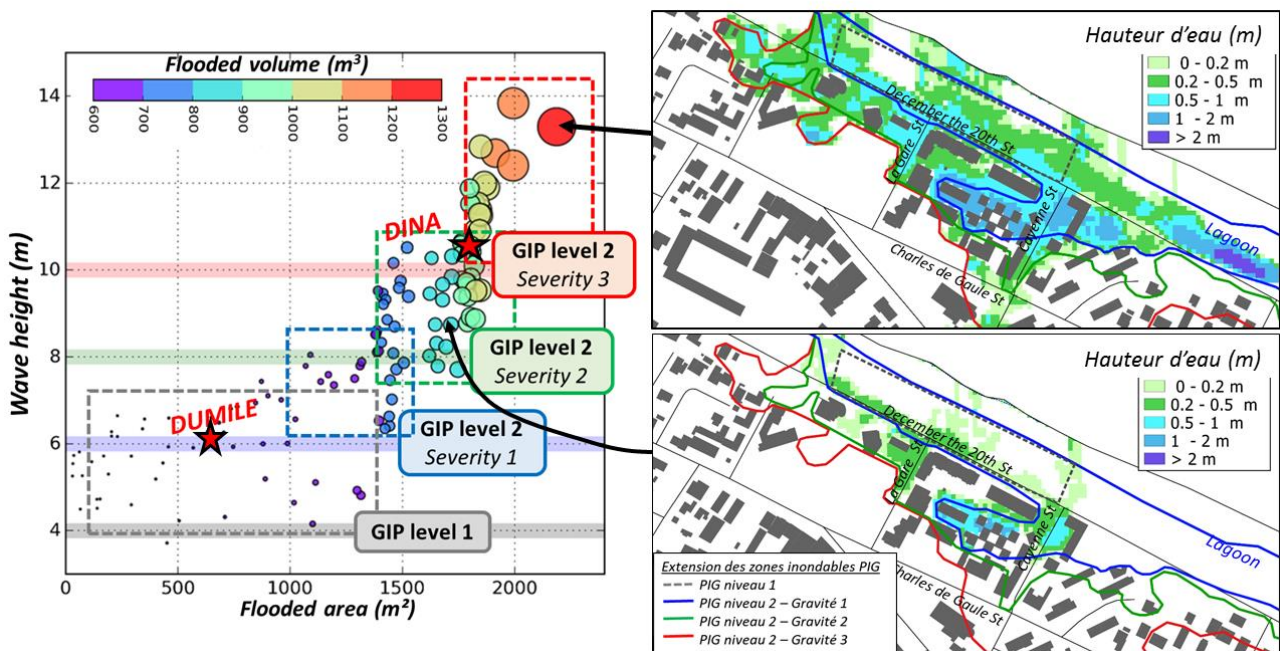 Flooded volume (m³)
600
700
800
900
1000
1100
1200
1300
Wave height (m)
14
12
10
8
6
4
0
500
1000
1500
2000
Flooded area (m²)
DINA
DUMILE
GIP level 2
Severity 3
GIP level 2
Severity 2
GIP level 2
Severity 1
GIP level 1
Hauteur d'eau (m)
0 - 0.2 m
0.2 - 0.5 m
0.5 - 1 m
1 - 2 m
> 2 m
December the 20th St
La Gare St
Cayenne St
Charles de Gaule St
Lagoon
Hauteur d'eau (m)
0 - 0.2 m
0.2 - 0.5 m
0.5 - 1 m
1 - 2 m
> 2 m
December the 20th St
La Gare St
Cayenne St
Charles de Gaule St
Lagoon
Extension des zones inondables PIG
PIG niveau 1
PIG niveau 2 – Gravité 1
PIG niveau 2 – Gravité 2
PIG niveau 2 – Gravité 3